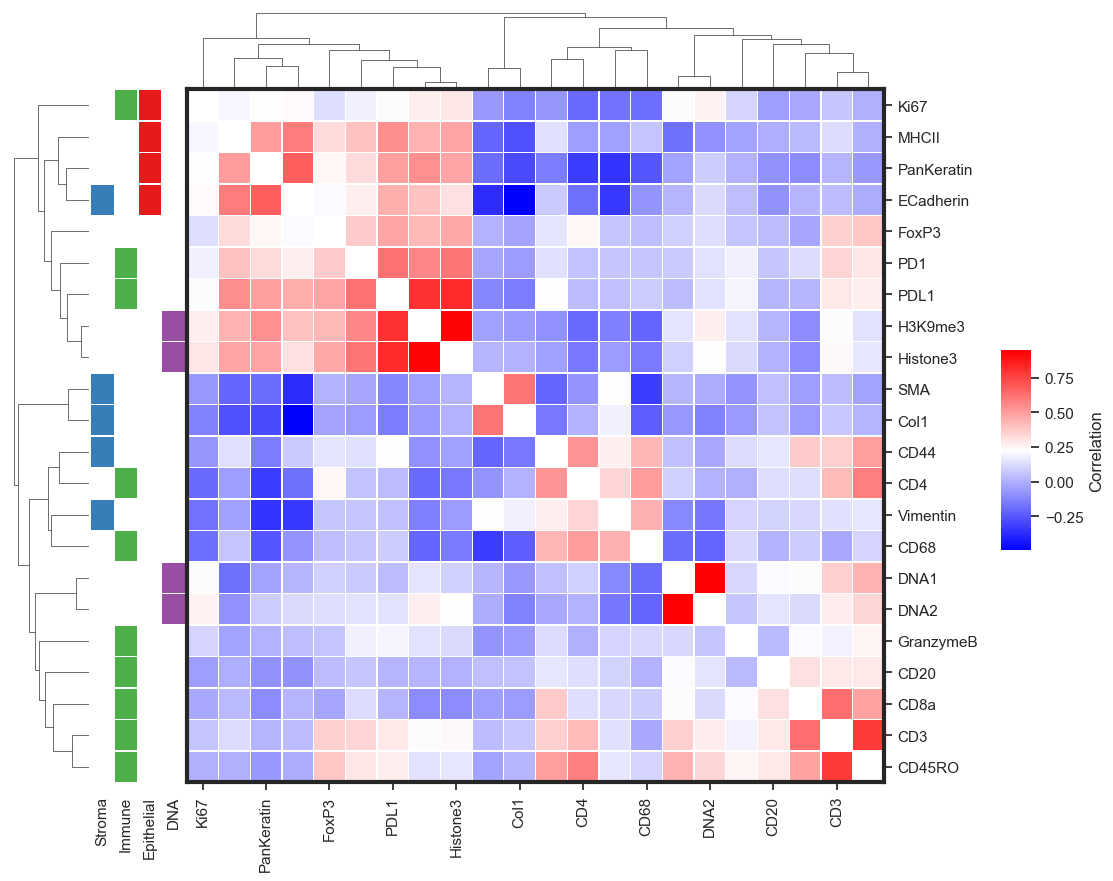 Ki67
MHCII
PanKeratin
ECadherin
FoxP3
PD1
PDL1
H3K9me3
Histone3
SMA
Col1
CD44
CD4
Vimentin
CD68
DNA1
DNA2
GranzymeB
CD20
CD8a
CD3
CD45RO
0.75
0.50
0.25
0.00
−0.25
Correlation
Stroma
Immune
Epithelial
DNA
Ki67
PanKeratin
FoxP3
PDL1
Histone3
Col1
CD4
CD68
DNA2
CD20
CD3